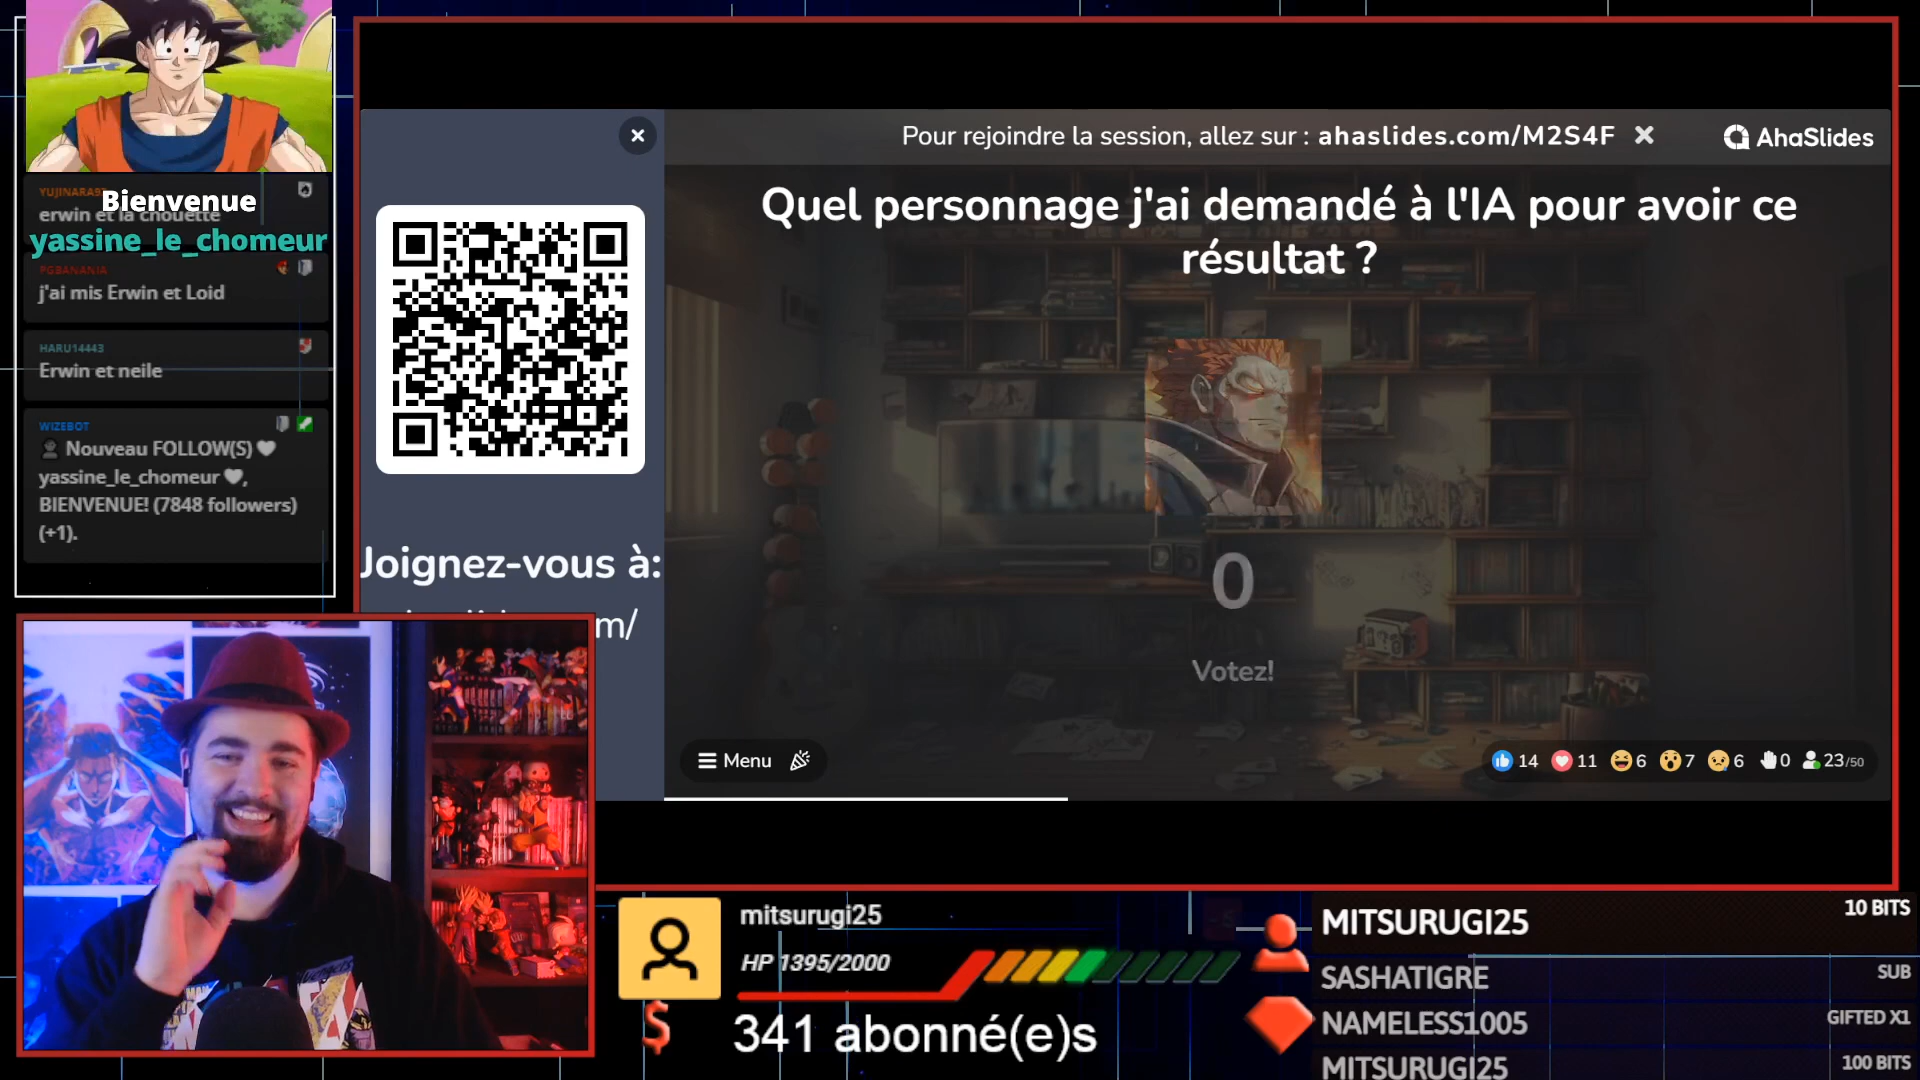 YUJINARA
Bienvenue
erwin et la chouette
yassine_le_chomeur
PGBANANIA
j'ai mis Erwin et Loid
HARU14443
Erwin et neile
WIZEBOT
Nouveau FOLLOW(S)
yassine_le_chomeur ,
BIENVENUE! (7848 followers)
(+1).
Joignez-vous à:
m/
Pour rejoindre la session, allez sur : ahaslides.com/M2S4F
AhaSlides
Quel personnage j'ai demandé à l'IA pour avoir ce
résultat ?
0
Votez!
Menu
14 11 6 7 6 0 23/50
mitsurugi25
HP 1395/2000
341 abonné(e)s
MITSURUGI25 10 BITS
SASHATIGRE SUB
NAMELESS1005 GIFTED X1
MITSURUGI25 100 BITS